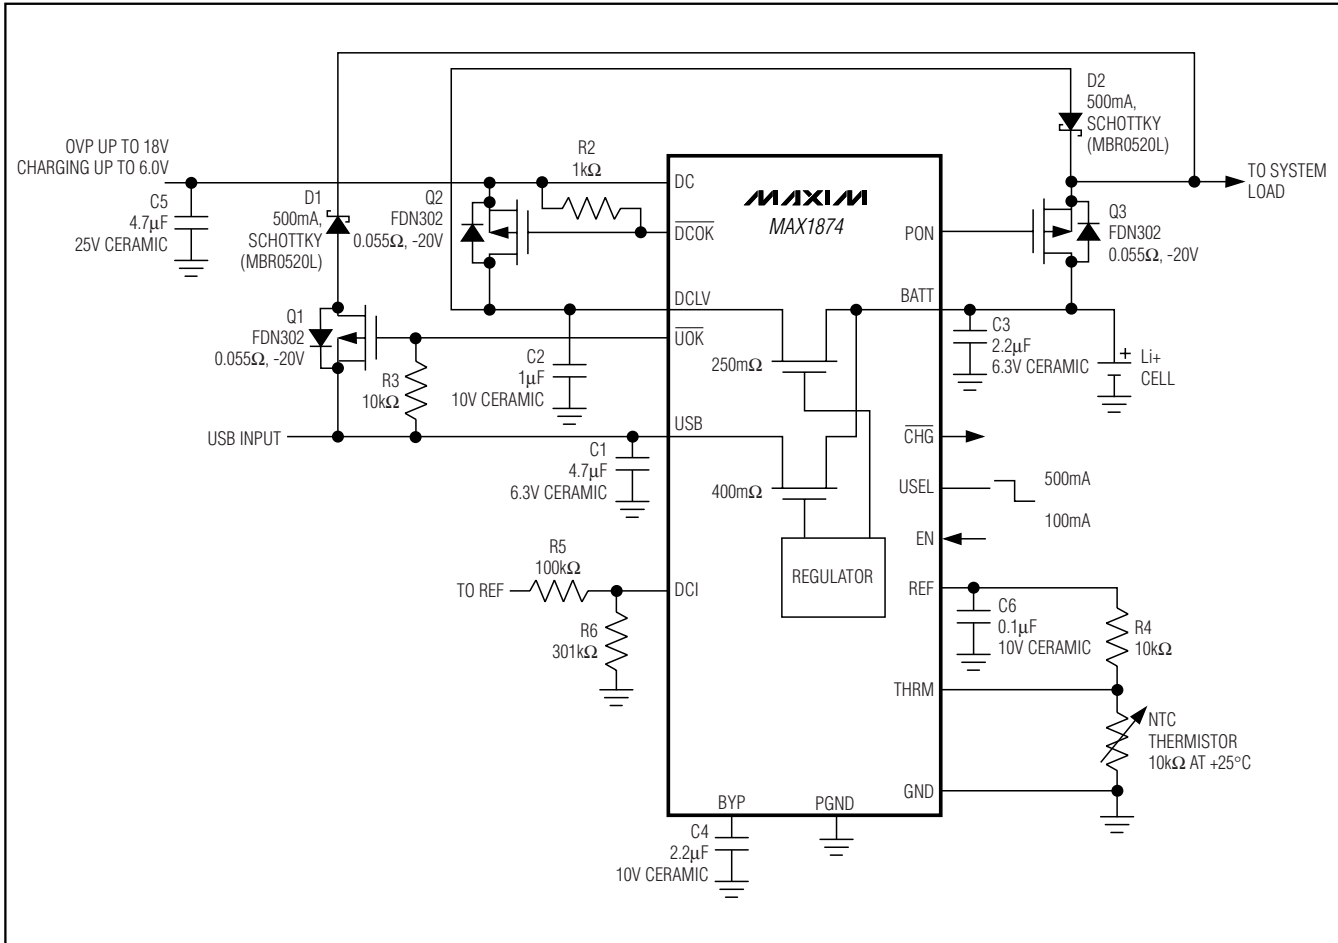 D2
500mA,
SCHOTTKY
(MBR0520L)
OVP UP TO 18V
CHARGING UP TO 6.0V
C5
4.7μF
25V CERAMIC
D1
500mA,
SCHOTTKY
(MBR0520L)
Q2
FDN302
0.055Ω, -20V
R2
1kΩ
DC
MAXIM
MAX1874
DCOK
PON
Q3
FDN302
0.055Ω, -20V
TO SYSTEM
LOAD
DCLV
BATT
Q1
FDN302
0.055Ω, -20V
UOK
R3
10kΩ
C2
1μF
10V CERAMIC
250mΩ
C3
2.2μF
6.3V CERAMIC
+
Li+
CELL
USB INPUT
USB
C1
4.7μF
6.3V CERAMIC
400mΩ
CHG
USEL
500mA
100mA
EN
REGULATOR
TO REF
R5
100kΩ
DCI
R6
301kΩ
REF
C6
0.1μF
10V CERAMIC
R4
10kΩ
THRM
NTC
THERMISTOR
10kΩ AT +25°C
GND
BYP
PGND
C4
2.2μF
10V CERAMIC